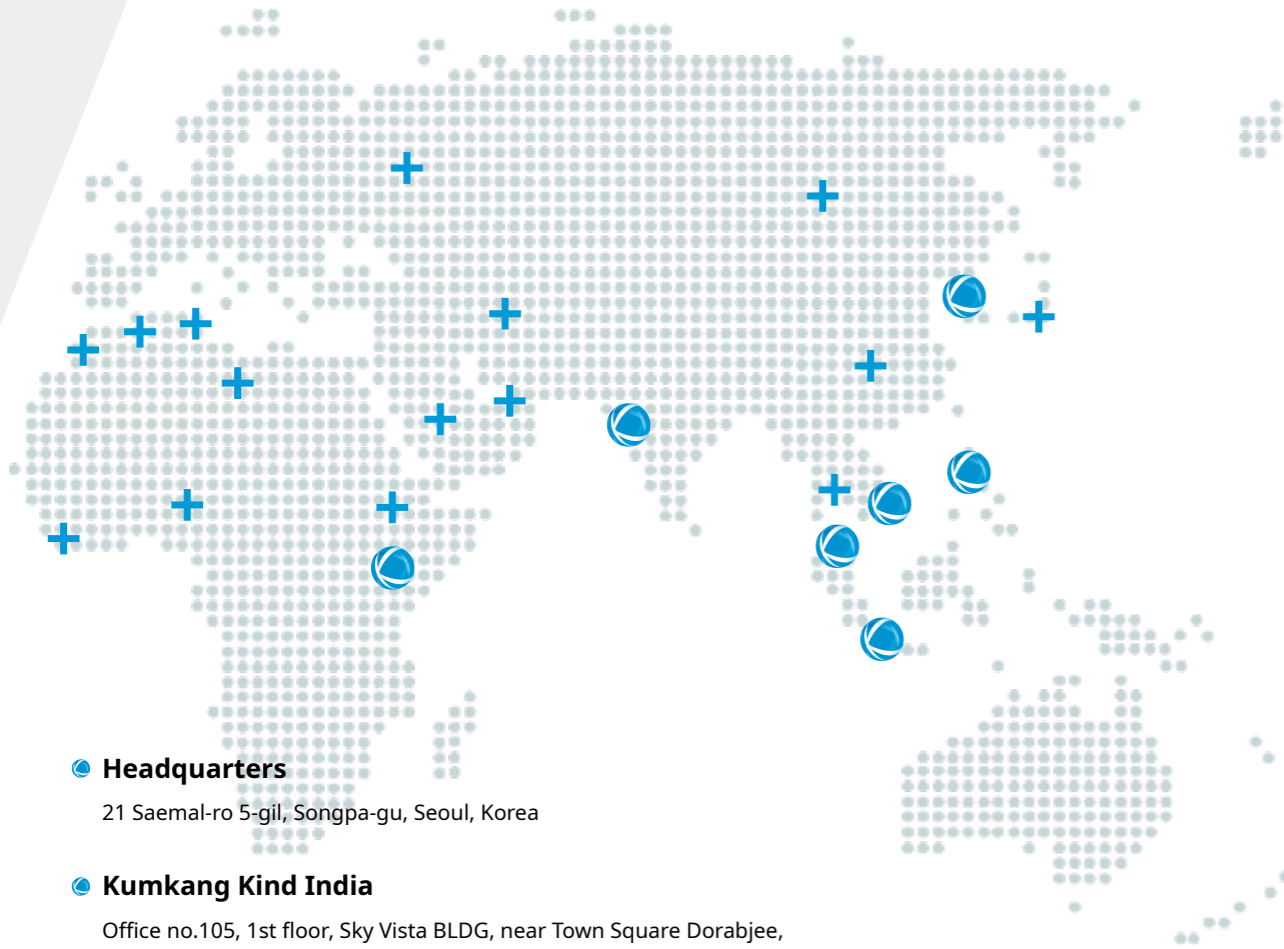 Headquarters
21 Saemal-ro 5-gil, Songpa-gu, Seoul, Korea
Kumkang Kind India
Office no.105, 1st floor, Sky Vista BLDG, near Town Square Dorabjee,